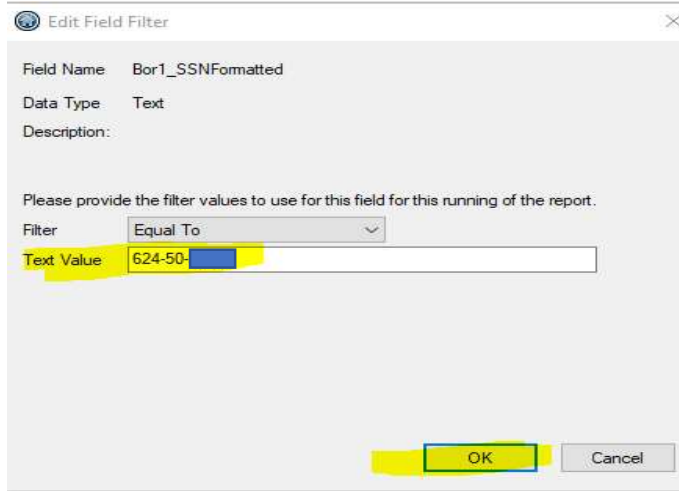 Edit Field Filter
Field Name Bor1_SSNFormatted
Data Type Text
Description:
Please provide the filter values to use for this field for this running of the report.
Filter Equal To
Text Value 624-50-
OK Cancel